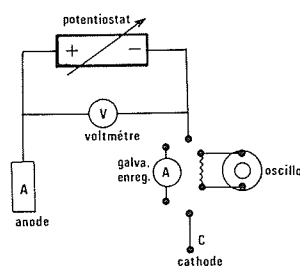 potentiostat
+ −
V
voltmétre
A
anode
galva.
enreg.
A
oscillo
C
cathode